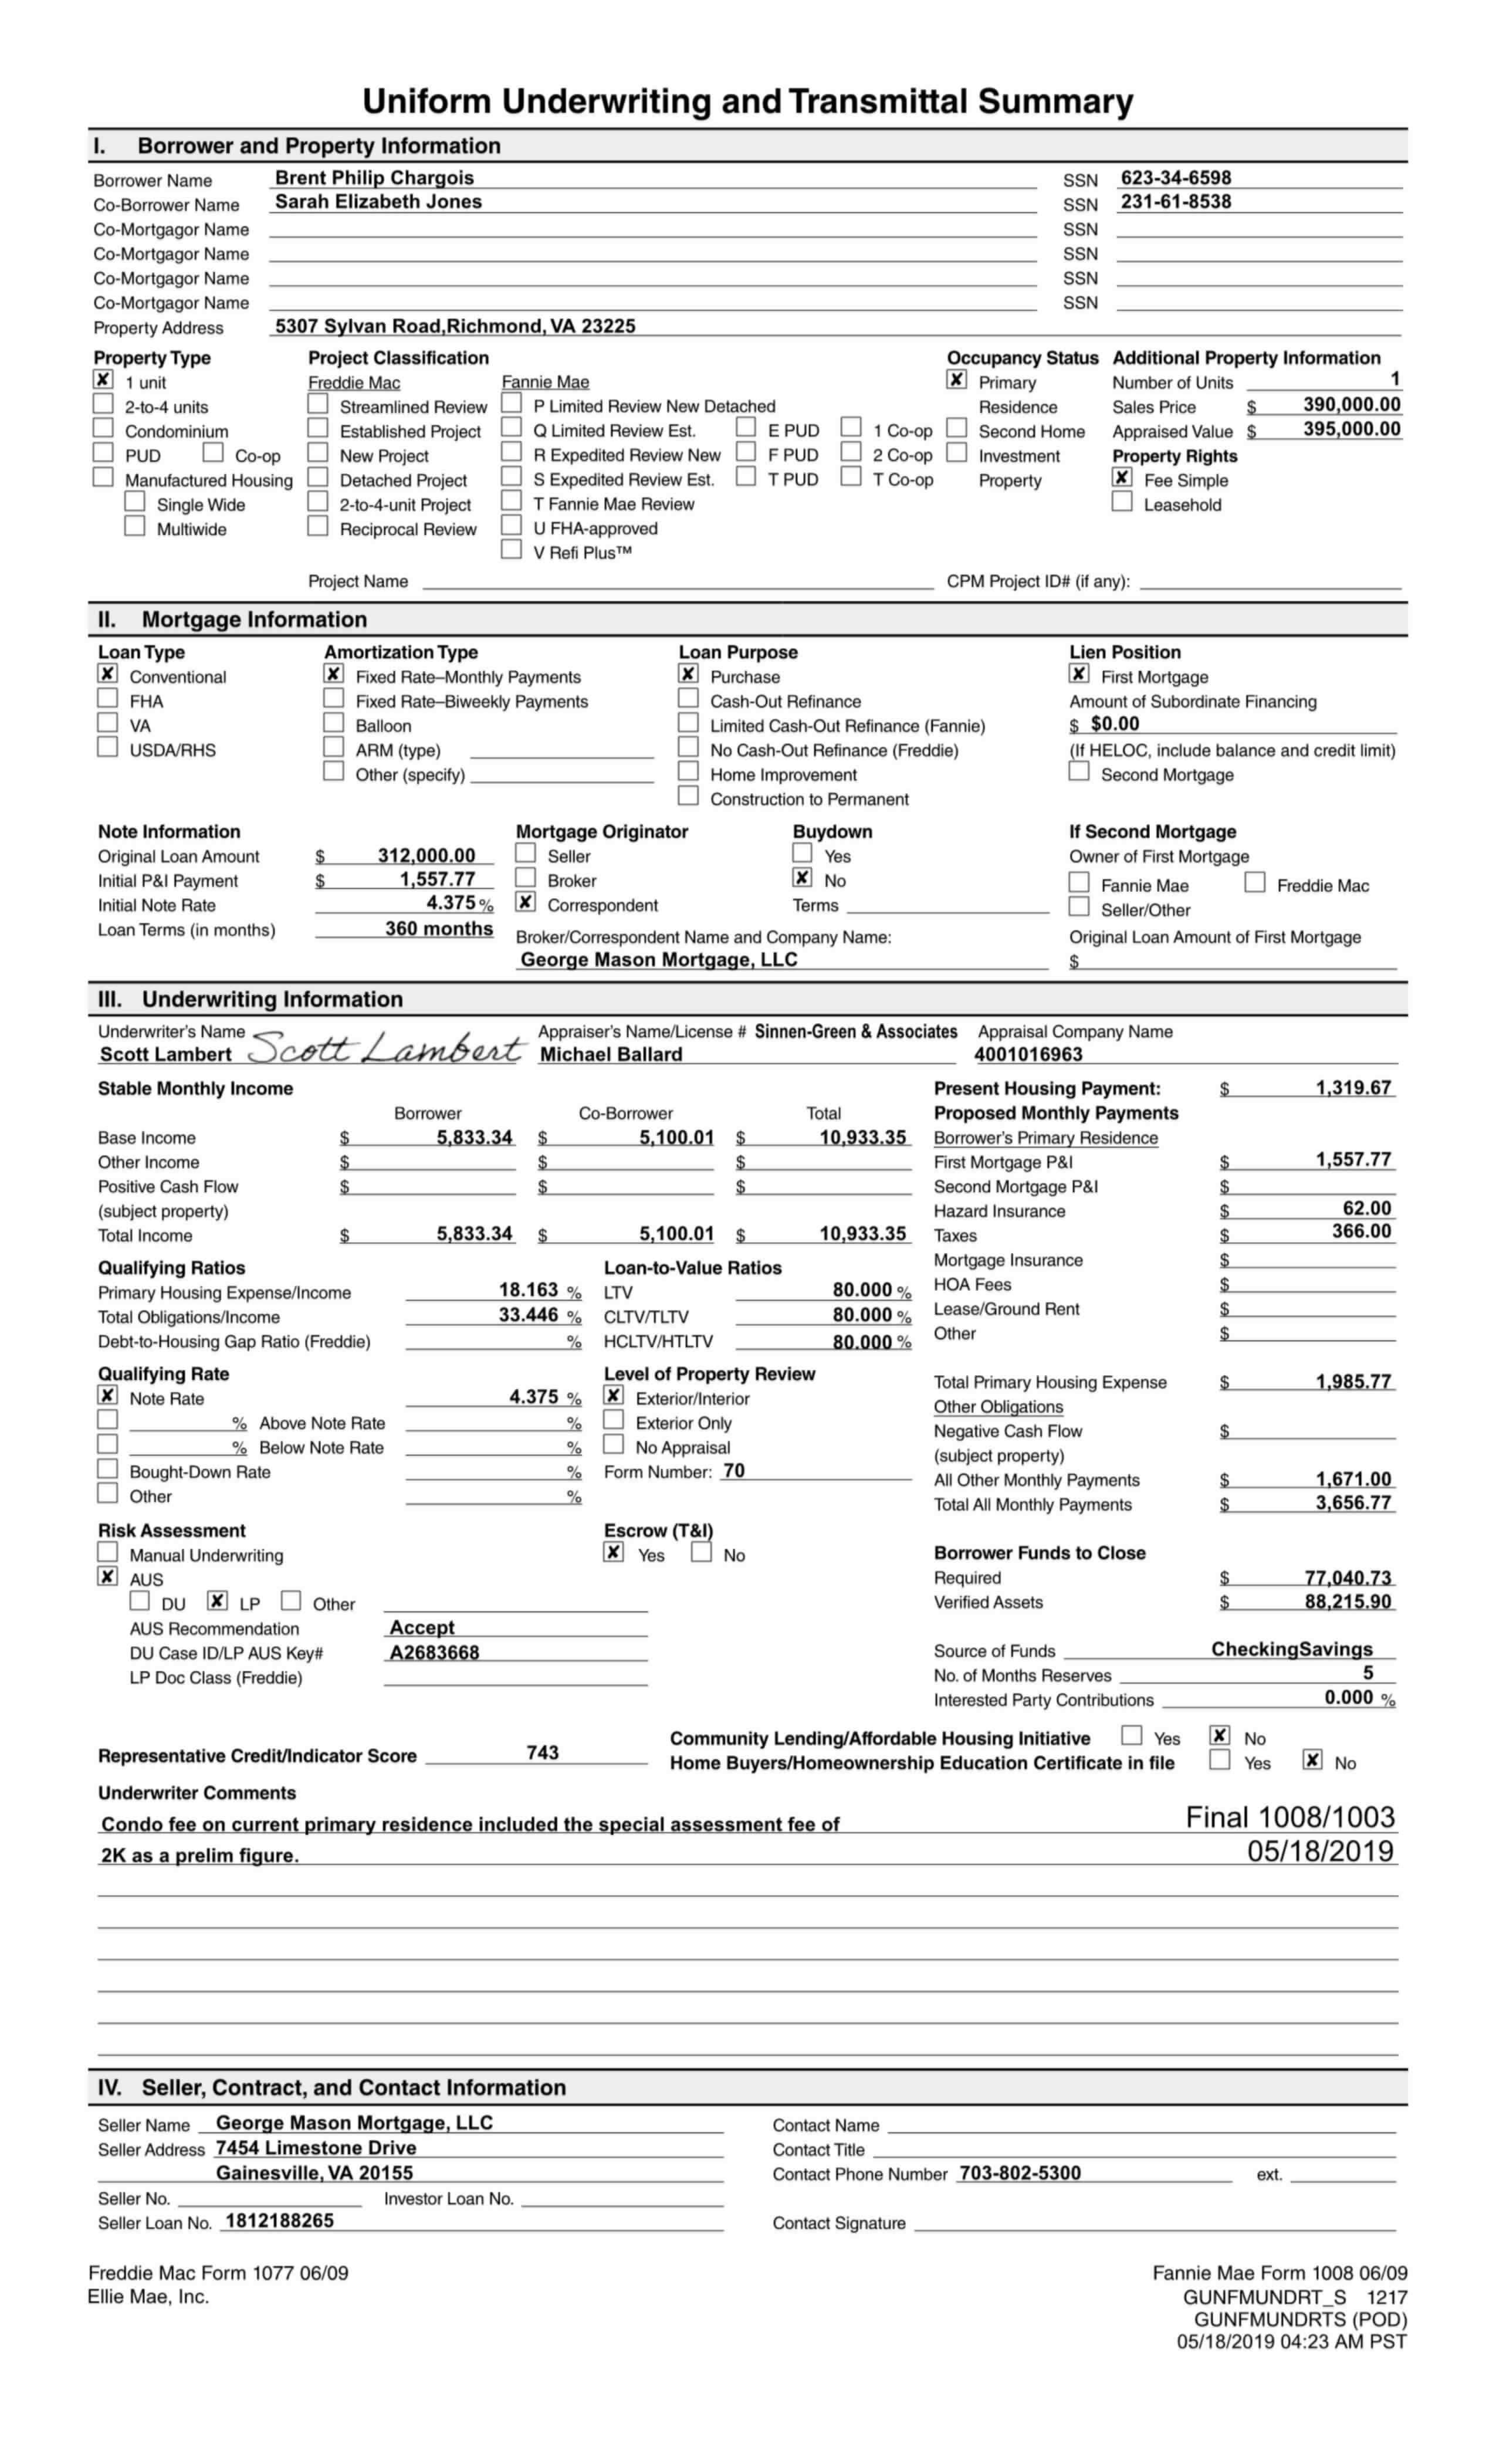 Uniform Underwriting and Transmittal Summary
I. Borrower and Property Information
Borrower Name Brent Philip Chargois SSN 623-34-6598
Co-Borrower Name Sarah Elizabeth Jones SSN 231-61-8538
Co-Mortgagor Name SSN
Co-Mortgagor Name SSN
Co-Mortgagor Name SSN
Co-Mortgagor Name SSN
Property Address 5307 Sylvan Road,Richmond, VA 23225
Property Type Project Classification Occupancy Status Additional Property Information
✘ 1 unit Freddie Mac Fannie Mae ✘ Primary Number of Units 1
2-to-4 units Streamlined Review P Limited Review New Detached Residence Sales Price $ 390,000.00
Condominium Established Project Q Limited Review Est. E PUD 1 Co-op Second Home Appraised Value $ 395,000.00
PUD Co-op New Project R Expedited Review New F PUD 2 Co-op Investment Property Rights
Manufactured Housing Detached Project S Expedited Review Est. T PUD T Co-op Property ✘ Fee Simple
Single Wide 2-to-4-unit Project T Fannie Mae Review Leasehold
Multiwide Reciprocal Review U FHA-approved
V Refi Plus™
Project Name CPM Project ID# (if any):
II. Mortgage Information
Loan Type Amortization Type Loan Purpose Lien Position
✘ Conventional ✘ Fixed Rate–Monthly Payments ✘ Purchase ✘ First Mortgage
FHA Fixed Rate–Biweekly Payments Cash-Out Refinance Amount of Subordinate Financing
VA Balloon Limited Cash-Out Refinance (Fannie) $ $0.00
USDA/RHS ARM (type) No Cash-Out Refinance (Freddie) (If HELOC, include balance and credit limit)
Other (specify) Home Improvement Second Mortgage
Construction to Permanent
Note Information Mortgage Originator Buydown If Second Mortgage
Original Loan Amount $ 312,000.00 Seller Yes Owner of First Mortgage
Initial P&I Payment $ 1,557.77 Broker ✘ No Fannie Mae Freddie Mac
Initial Note Rate 4.375 % ✘ Correspondent Terms Seller/Other
Loan Terms (in months) 360 months Broker/Correspondent Name and Company Name: Original Loan Amount of First Mortgage
George Mason Mortgage, LLC $
III. Underwriting Information
Underwriter's Name Scott Lambert Appraiser's Name/License # Sinnen-Green & Associates Appraisal Company Name
Scott Lambert Michael Ballard 4001016963
Stable Monthly Income Present Housing Payment: $ 1,319.67
Borrower Co-Borrower Total Proposed Monthly Payments
Base Income $ 5,833.34 $ 5,100.01 $ 10,933.35 Borrower's Primary Residence
Other Income $ $ $ First Mortgage P&I $ 1,557.77
Positive Cash Flow $ $ $ Second Mortgage P&I $
(subject property) Hazard Insurance $ 62.00
Total Income $ 5,833.34 $ 5,100.01 $ 10,933.35 Taxes $ 366.00
Qualifying Ratios Loan-to-Value Ratios Mortgage Insurance $
Primary Housing Expense/Income 18.163 % LTV 80.000 % HOA Fees $
Total Obligations/Income 33.446 % CLTV/TLTV 80.000 % Lease/Ground Rent $
Debt-to-Housing Gap Ratio (Freddie) % HCLTV/HTLTV 80.000 % Other $
Qualifying Rate Level of Property Review Total Primary Housing Expense $ 1,985.77
✘ Note Rate 4.375 % ✘ Exterior/Interior Other Obligations
% Above Note Rate % Exterior Only Negative Cash Flow $
% Below Note Rate % No Appraisal (subject property)
Bought-Down Rate % Form Number: 70 All Other Monthly Payments $ 1,671.00
Other % Total All Monthly Payments $ 3,656.77
Risk Assessment Escrow (T&I)
Manual Underwriting ✘ Yes No Borrower Funds to Close
✘ AUS Required $ 77,040.73
DU ✘ LP Other Verified Assets $ 88,215.90
AUS Recommendation Accept
DU Case ID/LP AUS Key# A2683668 Source of Funds CheckingSavings
LP Doc Class (Freddie) No. of Months Reserves 5
Interested Party Contributions 0.000 %
Community Lending/Affordable Housing Initiative Yes ✘ No
Representative Credit/Indicator Score 743 Home Buyers/Homeownership Education Certificate in file Yes ✘ No
Underwriter Comments
Condo fee on current primary residence included the special assessment fee of Final 1008/1003
2K as a prelim figure. 05/18/2019
IV. Seller, Contract, and Contact Information
Seller Name George Mason Mortgage, LLC Contact Name
Seller Address 7454 Limestone Drive Contact Title
Gainesville, VA 20155 Contact Phone Number 703-802-5300 ext.
Seller No. Investor Loan No.
Seller Loan No. 1812188265 Contact Signature
Freddie Mac Form 1077 06/09 Fannie Mae Form 1008 06/09
Ellie Mae, Inc. GUNFMUNDRT_S 1217
GUNFMUNDRTS (POD)
05/18/2019 04:23 AM PST